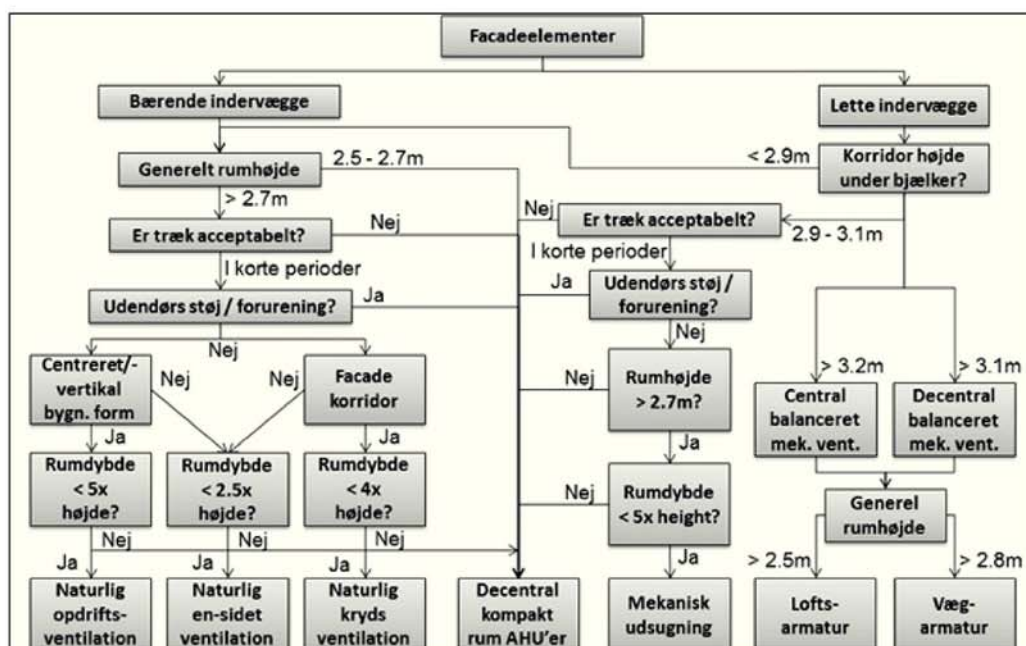 Facadeelementer
Bærende indervægge
Lette indervægge
Generelt rumhøjde
2.5 - 2.7m
< 2.9m
Korridor højde
under bjælker?
> 2.7m
Er træk acceptabelt?
Nej
Nej
Er træk acceptabelt?
2.9 - 3.1m
I korte perioder
I korte perioder
Udendørs støj / forurening?
Ja
Ja
Udendørs støj /
forurening?
Nej
Nej
Centreret/-
vertikal
bygn. form
Nej
Nej
Facade
korridor
Nej
Rumhøjde
> 2.7m?
> 3.2m
> 3.1m
Central
balanceret
mek. vent.
Decentral
balanceret
mek. vent.
Ja
Ja
Ja
Rumdybde
< 5x
højde?
Rumdybde
< 2.5x
højde?
Rumdybde
< 4x
højde?
Nej
Rumdybde
< 5x height?
Generel
rumhøjde
Nej
Nej
Nej
Ja
Ja
Ja
Ja
> 2.5m
> 2.8m
Naturlig
opdrifts-
ventilation
Naturlig
en-sidet
ventilation
Naturlig
kryds
ventilation
Decentral
kompakt
rum AHU'er
Mekanisk
udsugning
Lofts-
armatur
Væg-
armatur